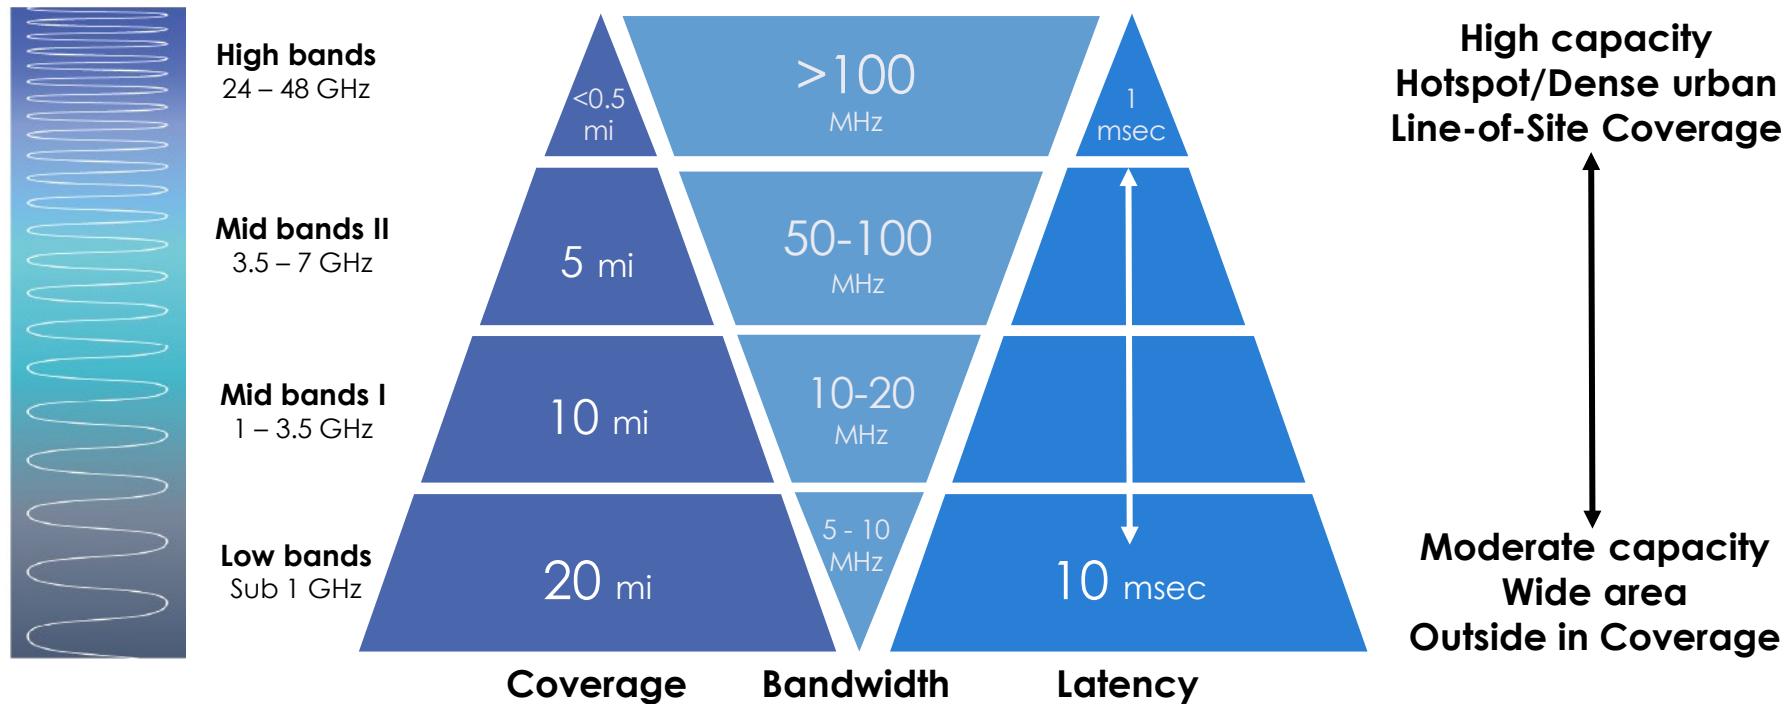 High bands
24 – 48 GHz
<0.5
mi
>100
MHz
1
msec
High capacity
Hotspot/Dense urban
Line-of-Site Coverage
Mid bands II
3.5 – 7 GHz
5 mi
50-100
MHz
Mid bands I
1 – 3.5 GHz
10 mi
10-20
MHz
Low bands
Sub 1 GHz
20 mi
5 - 10
MHz
10 msec
Moderate capacity
Wide area
Outside in Coverage
Coverage
Bandwidth
Latency